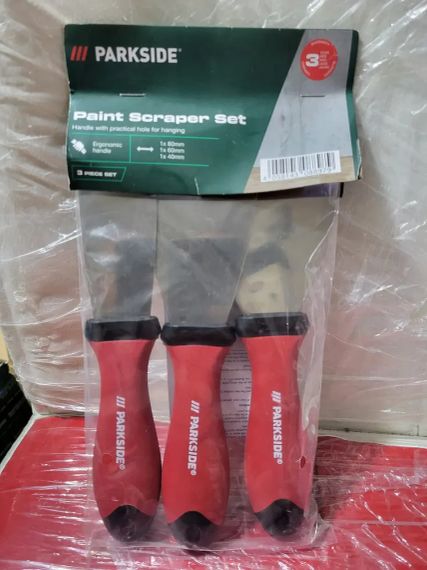 /// PARKSIDE®
3
Paint Scraper Set
Handle with practical hole for hanging
Ergonomic
handle
1x 80mm
1x 60mm
1x 40mm
3 PIECE SET
/// PARKSIDE®
/// PARKSIDE®
/// PARKSIDE®